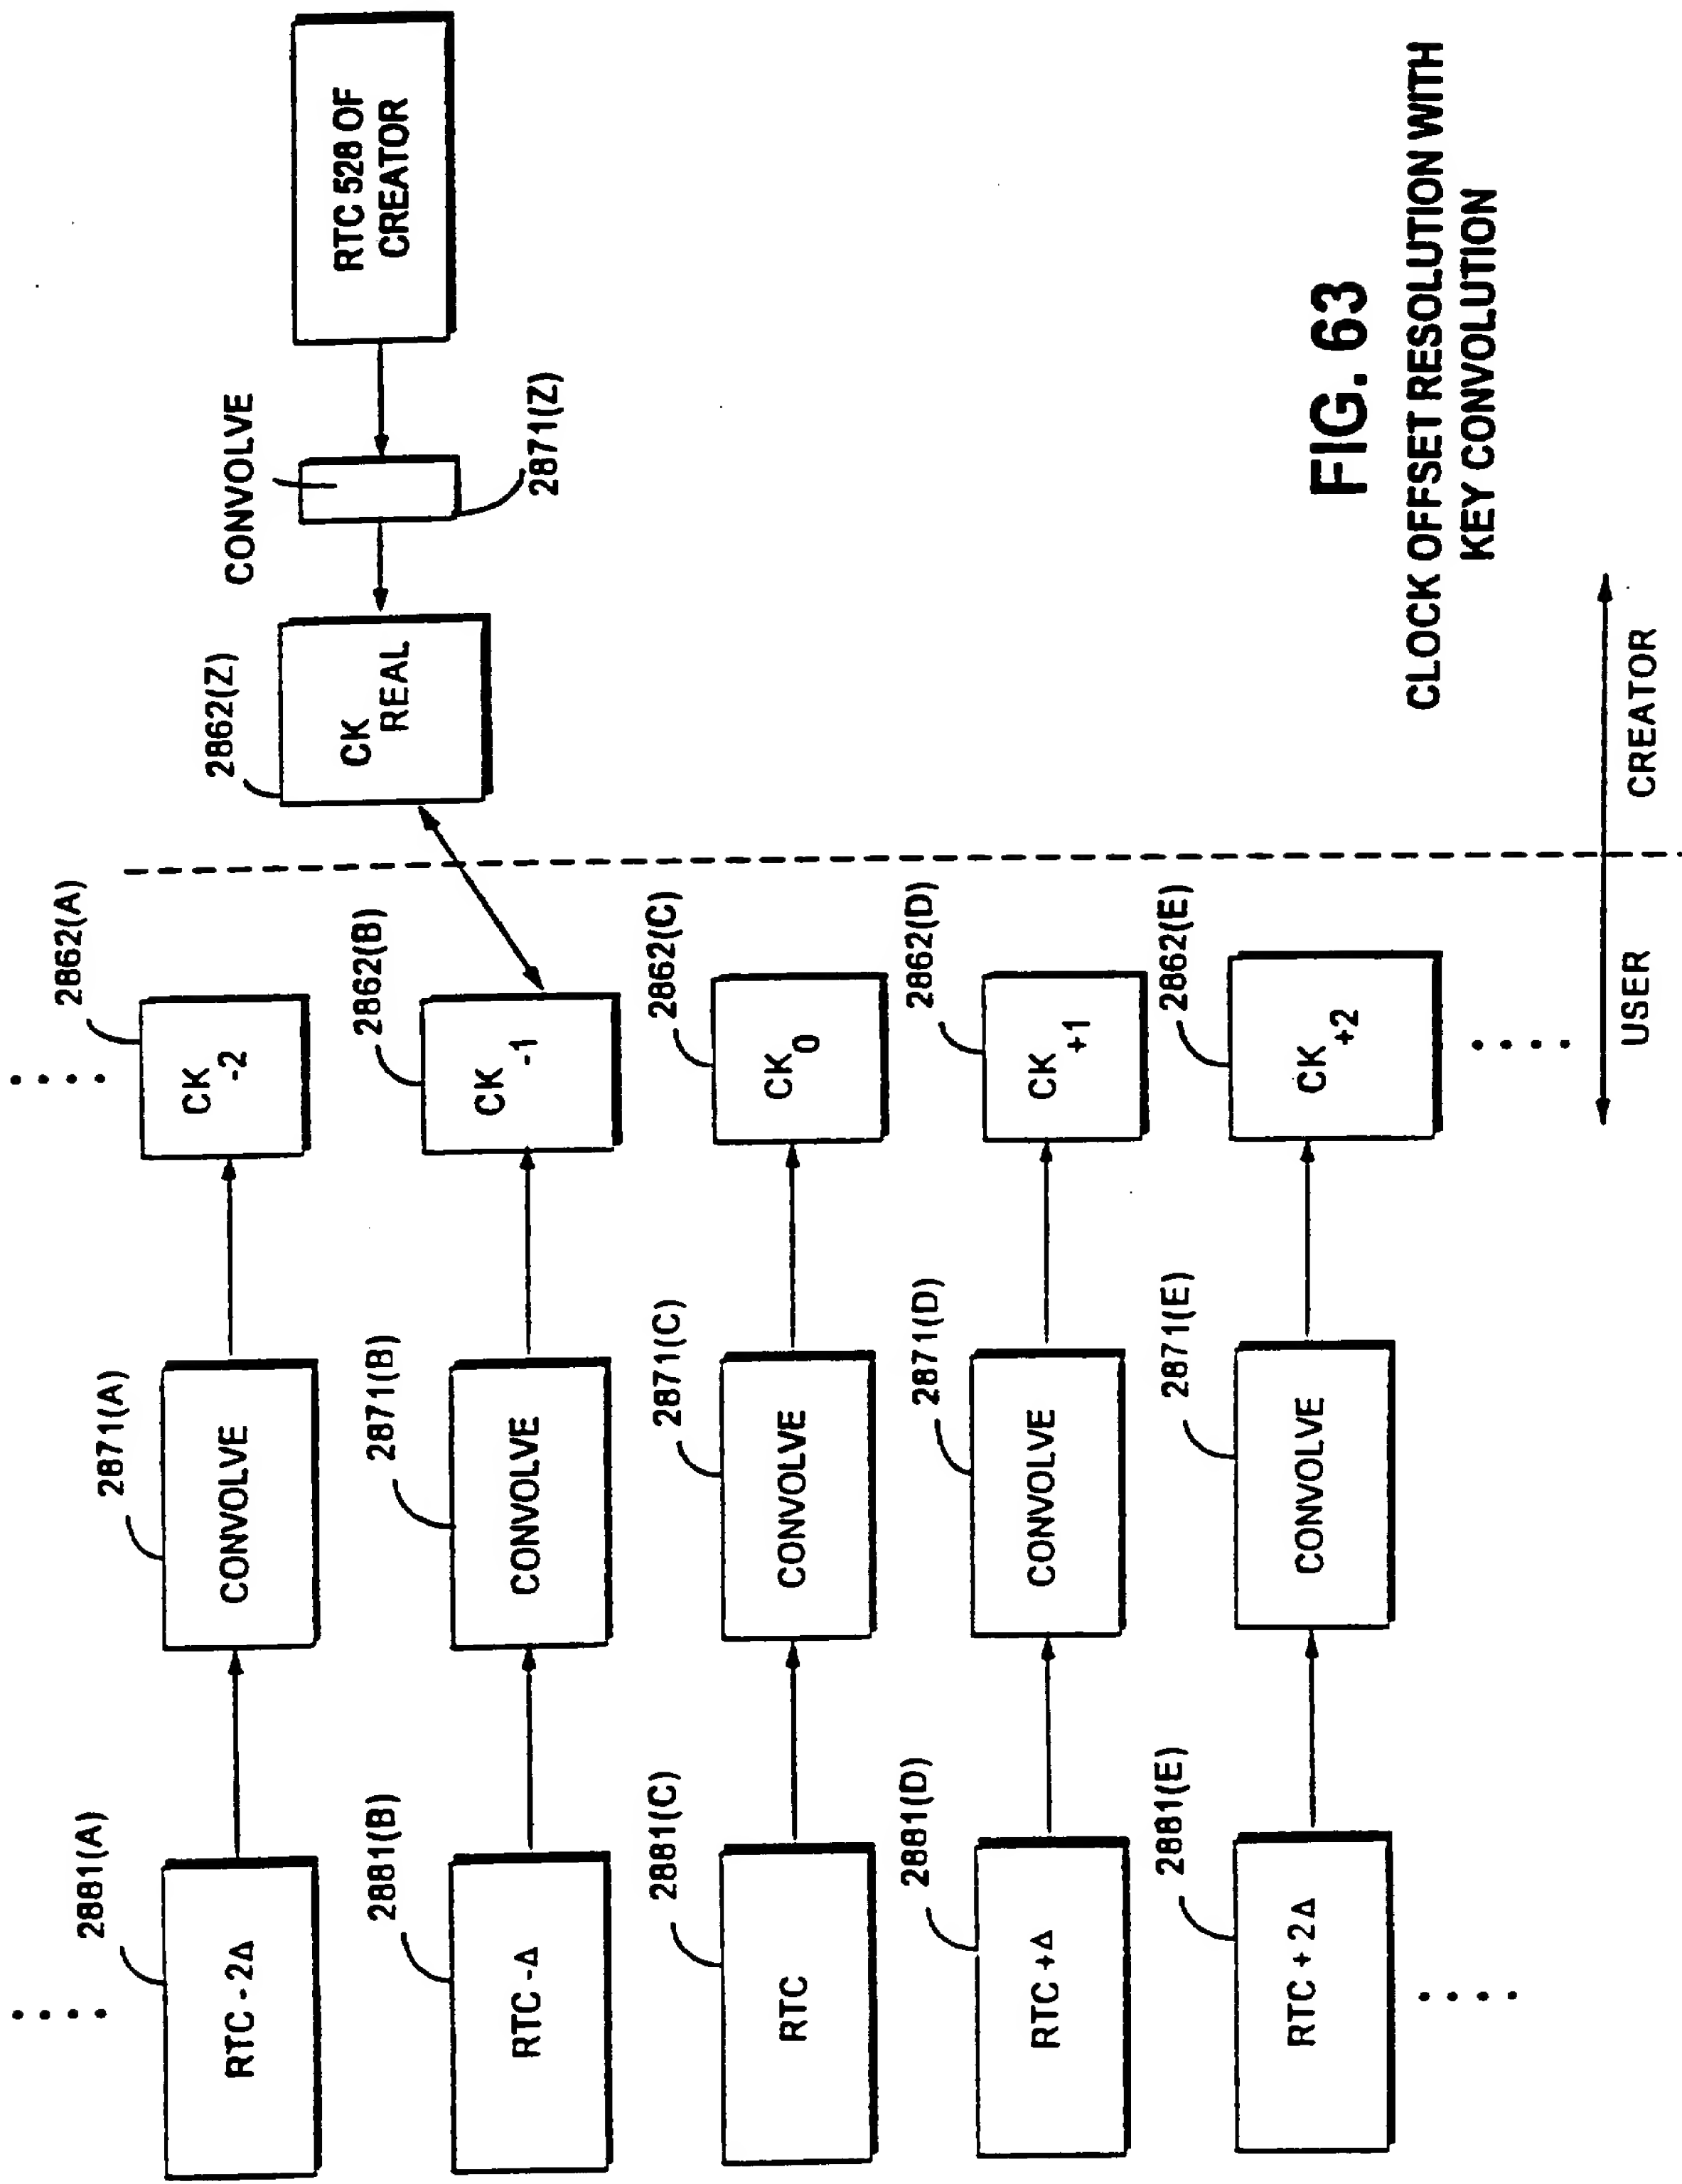 2881(A)
RTC - 2Δ
2871(A)
CONVOLVE
2862(A)
CK -2
2881(B)
RTC - Δ
2871(B)
CONVOLVE
2862(B)
CK -1
2881(C)
RTC
2871(C)
CONVOLVE
2862(C)
CK 0
2881(D)
RTC + Δ
2871(D)
CONVOLVE
2862(D)
CK +1
2881(E)
RTC + 2Δ
2871(E)
CONVOLVE
2862(E)
CK +2
2862(Z)
CK REAL
CONVOLVE
2871(Z)
RTC 528 OF
CREATOR
USER
CREATOR
FIG. 63
CLOCK OFFSET RESOLUTION WITH
KEY CONVOLUTION